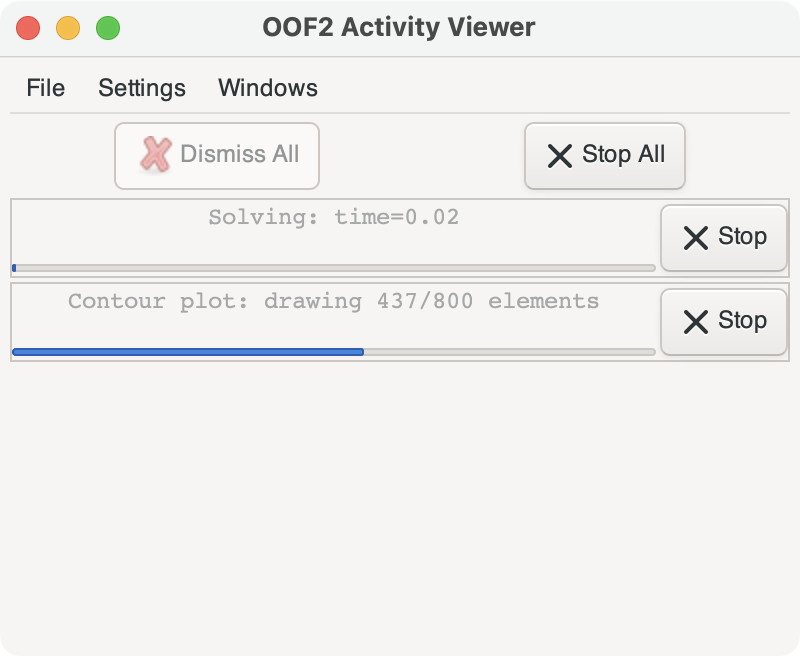 OOF2 Activity Viewer
File Settings Windows
Dismiss All Stop All
Solving: time=0.02
Stop
Contour plot: drawing 437/800 elements
Stop